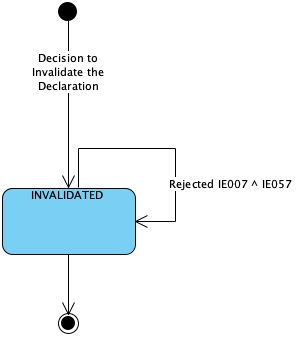 Decision to
Invalidate the
Declaration
Rejected IE007 ^ IE057
INVALIDATED